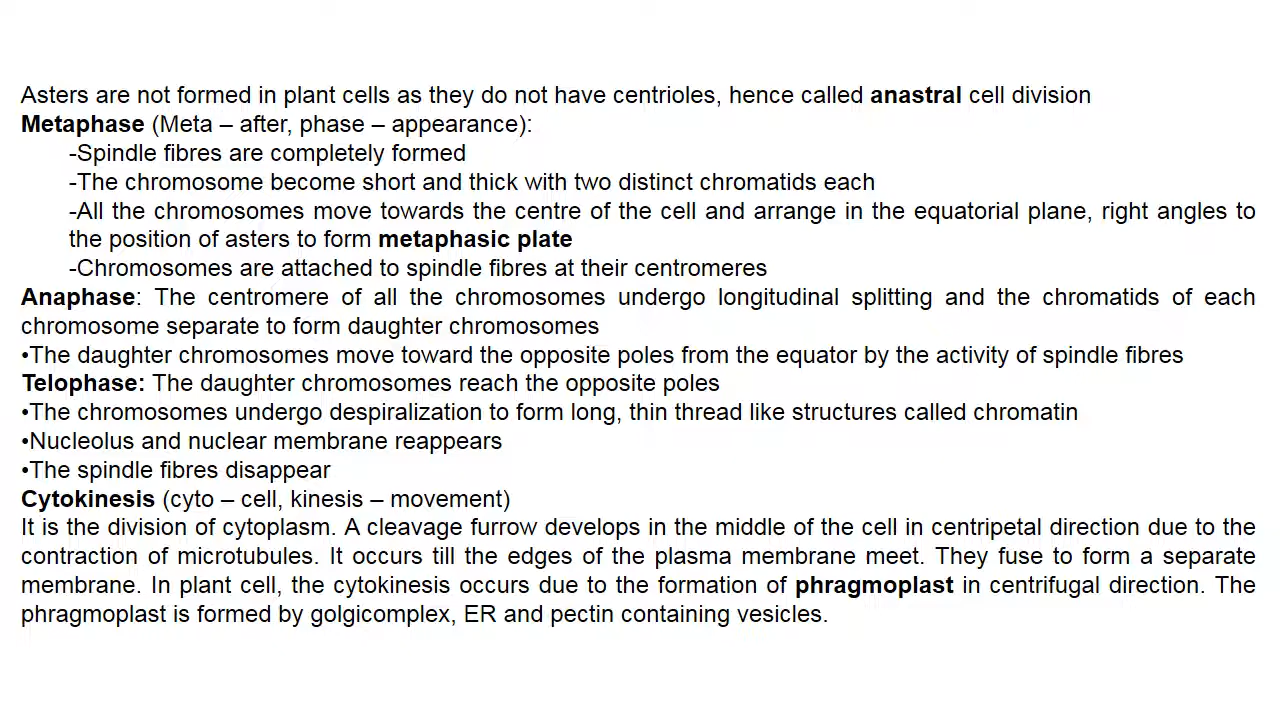 Asters are not formed in plant cells as they do not have centrioles, hence called anastral cell division
Metaphase (Meta – after, phase – appearance):
-Spindle fibres are completely formed
-The chromosome become short and thick with two distinct chromatids each
-All the chromosomes move towards the centre of the cell and arrange in the equatorial plane, right angles to
the position of asters to form metaphasic plate
-Chromosomes are attached to spindle fibres at their centromeres
Anaphase: The centromere of all the chromosomes undergo longitudinal splitting and the chromatids of each
chromosome separate to form daughter chromosomes
•The daughter chromosomes move toward the opposite poles from the equator by the activity of spindle fibres
Telophase: The daughter chromosomes reach the opposite poles
•The chromosomes undergo despiralization to form long, thin thread like structures called chromatin
•Nucleolus and nuclear membrane reappears
•The spindle fibres disappear
Cytokinesis (cyto – cell, kinesis – movement)
It is the division of cytoplasm. A cleavage furrow develops in the middle of the cell in centripetal direction due to the
contraction of microtubules. It occurs till the edges of the plasma membrane meet. They fuse to form a separate
membrane. In plant cell, the cytokinesis occurs due to the formation of phragmoplast in centrifugal direction. The
phragmoplast is formed by golgicomplex, ER and pectin containing vesicles.